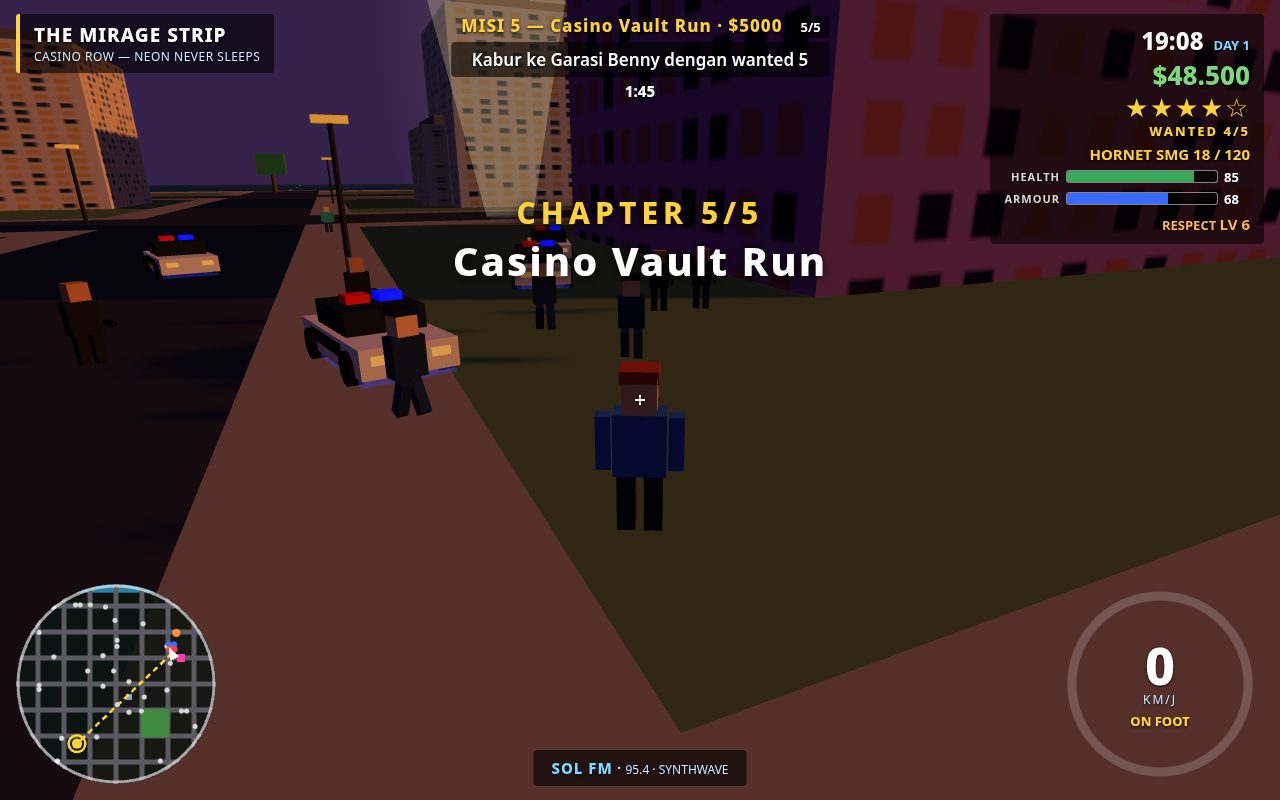 THE MIRAGE STRIP
CASINO ROW — NEON NEVER SLEEPS
MISI 5 — Casino Vault Run · $5000 5/5
Kabur ke Garasi Benny dengan wanted 5
1:45
19:08 DAY 1
$48.500
★★★★☆
WANTED 4/5
HORNET SMG 18 / 120
HEALTH 85
ARMOUR 68
RESPECT LV 6
CHAPTER 5/5
Casino Vault Run
0
KM/J
ON FOOT
SOL FM · 95.4 · SYNTHWAVE